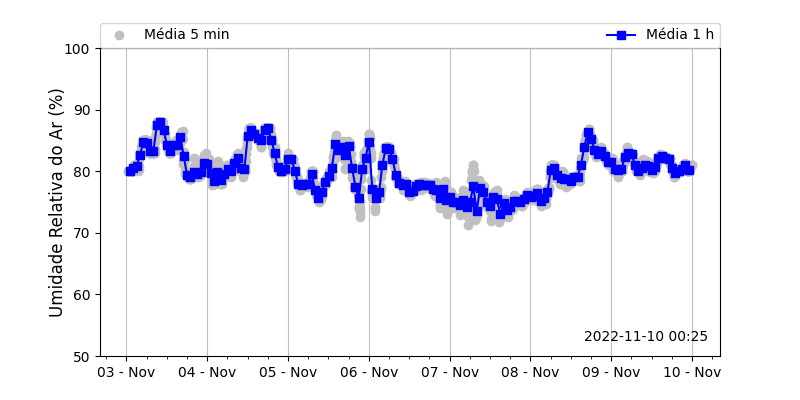 Média 5 min Média 1 h
Umidade Relativa do Ar (%)
100
90
80
70
60
50
2022-11-10 00:25
03 - Nov 04 - Nov 05 - Nov 06 - Nov 07 - Nov 08 - Nov 09 - Nov 10 - Nov